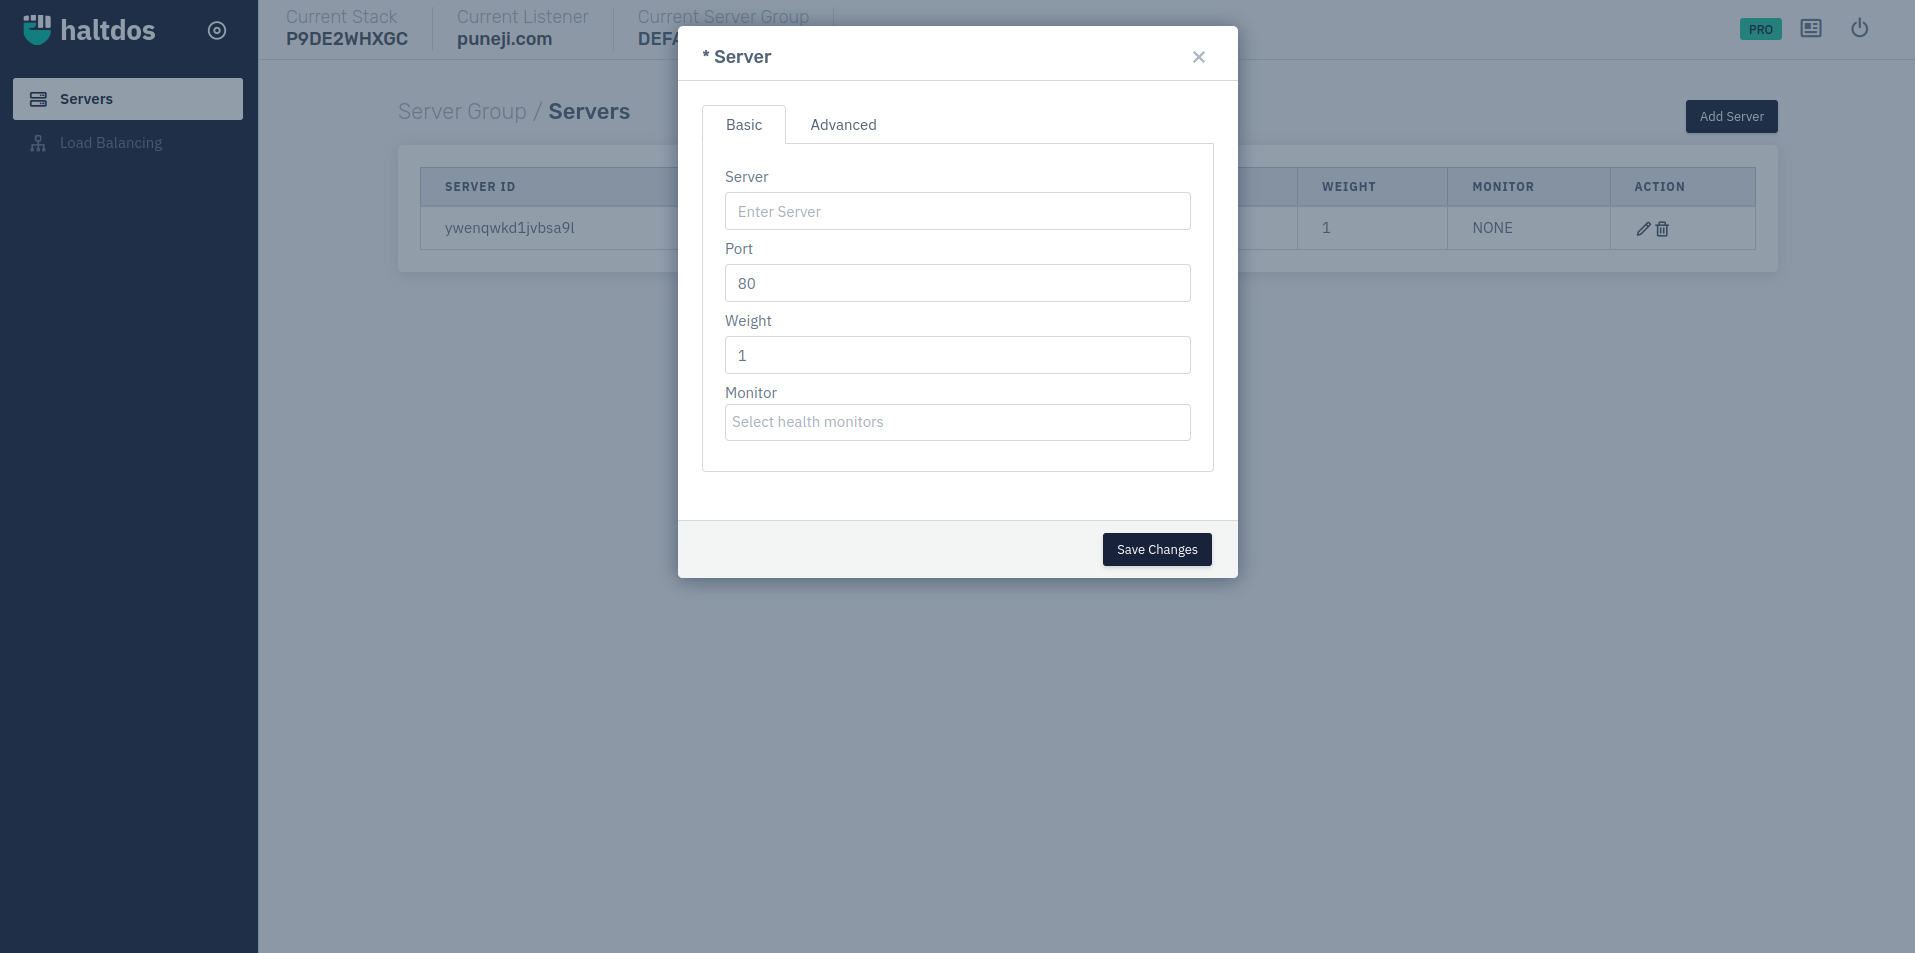 haltdos
Servers
Load Balancing
Current Stack
P9DE2WHXGC
Current Listener
puneji.com
Current Server Group
PRO
Server Group / Servers
Add Server
SERVER ID
WEIGHT
MONITOR
ACTION
ywenqwkd1jvbsa9l
1
NONE
* Server
Basic
Advanced
Server
Enter Server
Port
80
Weight
1
Monitor
Select health monitors
Save Changes